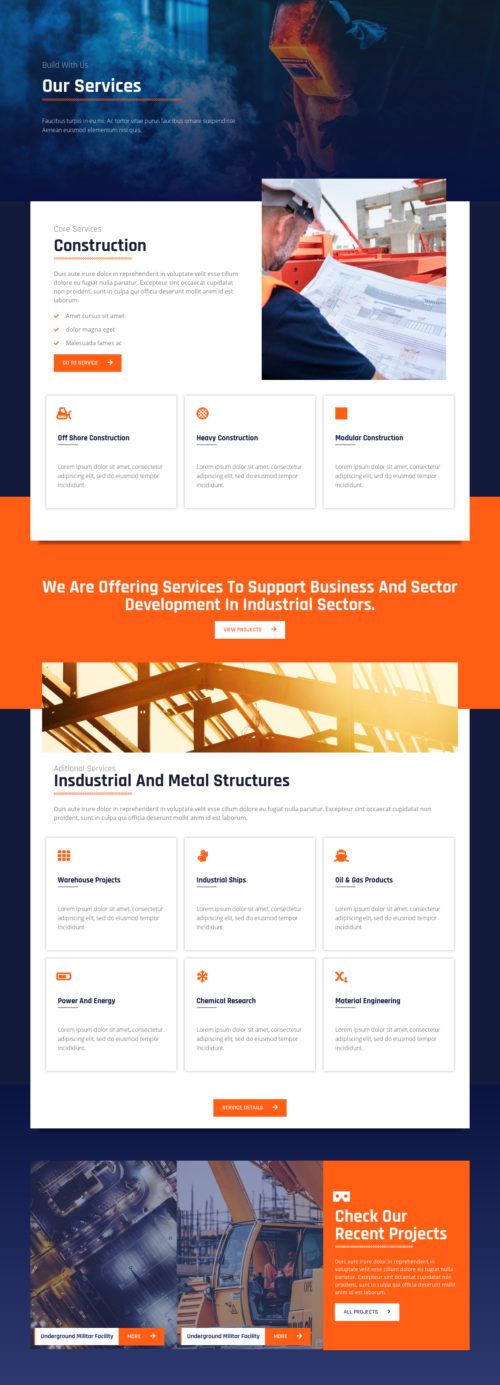 Build With Us
Our Services
Faucibus turpis in eu mi. Ac tortor vitae purus faucibus ornare suspendisse
Aenean euismod elementum nisi quis.
Core Services
Construction
Duis aute irure dolor in reprehenderit in voluptate velit esse cillum
dolore eu fugiat nulla pariatur. Excepteur sint occaecat cupidatat
non proident, sunt in culpa qui officia deserunt mollit anim id est
laborum.
Amet cursus sit amet
dolor magna eget
Malesuada fames ac
GO TO SERVICE
Off Shore Construction
Lorem ipsum dolor sit amet, consectetur
adipiscing elit, sed do eiusmod tempor
incididunt.
Heavy Construction
Lorem ipsum dolor sit amet, consectetur
adipiscing elit, sed do eiusmod tempor
incididunt.
Modular Construction
Lorem ipsum dolor sit amet, consectetur
adipiscing elit, sed do eiusmod tempor
incididunt.
We Are Offering Services To Support Business And Sector
Development In Industrial Sectors.
VIEW PROJECTS
Aditional Services
Insdustrial And Metal Structures
Duis aute irure dolor in reprehenderit in voluptate velit esse cillum dolore eu fugiat nulla pariatur. Excepteur sint occaecat cupidatat non
proident, sunt in culpa qui officia deserunt mollit anim id est laborum.
Warehouse Projects
Lorem ipsum dolor sit amet, consectetur
adipiscing elit, sed do eiusmod tempor
incididunt.
Industrial Ships
Lorem ipsum dolor sit amet, consectetur
adipiscing elit, sed do eiusmod tempor
incididunt.
Oil & Gas Products
Lorem ipsum dolor sit amet, consectetur
adipiscing elit, sed do eiusmod tempor
incididunt.
Power And Energy
Lorem ipsum dolor sit amet, consectetur
adipiscing elit, sed do eiusmod tempor
incididunt.
Chemical Research
Lorem ipsum dolor sit amet, consectetur
adipiscing elit, sed do eiusmod tempor
incididunt.
Material Engineering
Lorem ipsum dolor sit amet, consectetur
adipiscing elit, sed do eiusmod tempor
incididunt.
SERVICE DETAILS
Underground Militar Facility
MORE
Underground Militar Facility
MORE
Check Our
Recent Projects
Duis aute irure dolor in reprehenderit in
voluptate velit esse cillum dolore eu fugiat nulla
pariatur. Excepteur sint occaecat cupidatat non
proident, sunt in culpa qui officia deserunt mollit
anim id est laborum.
ALL PROJECTS